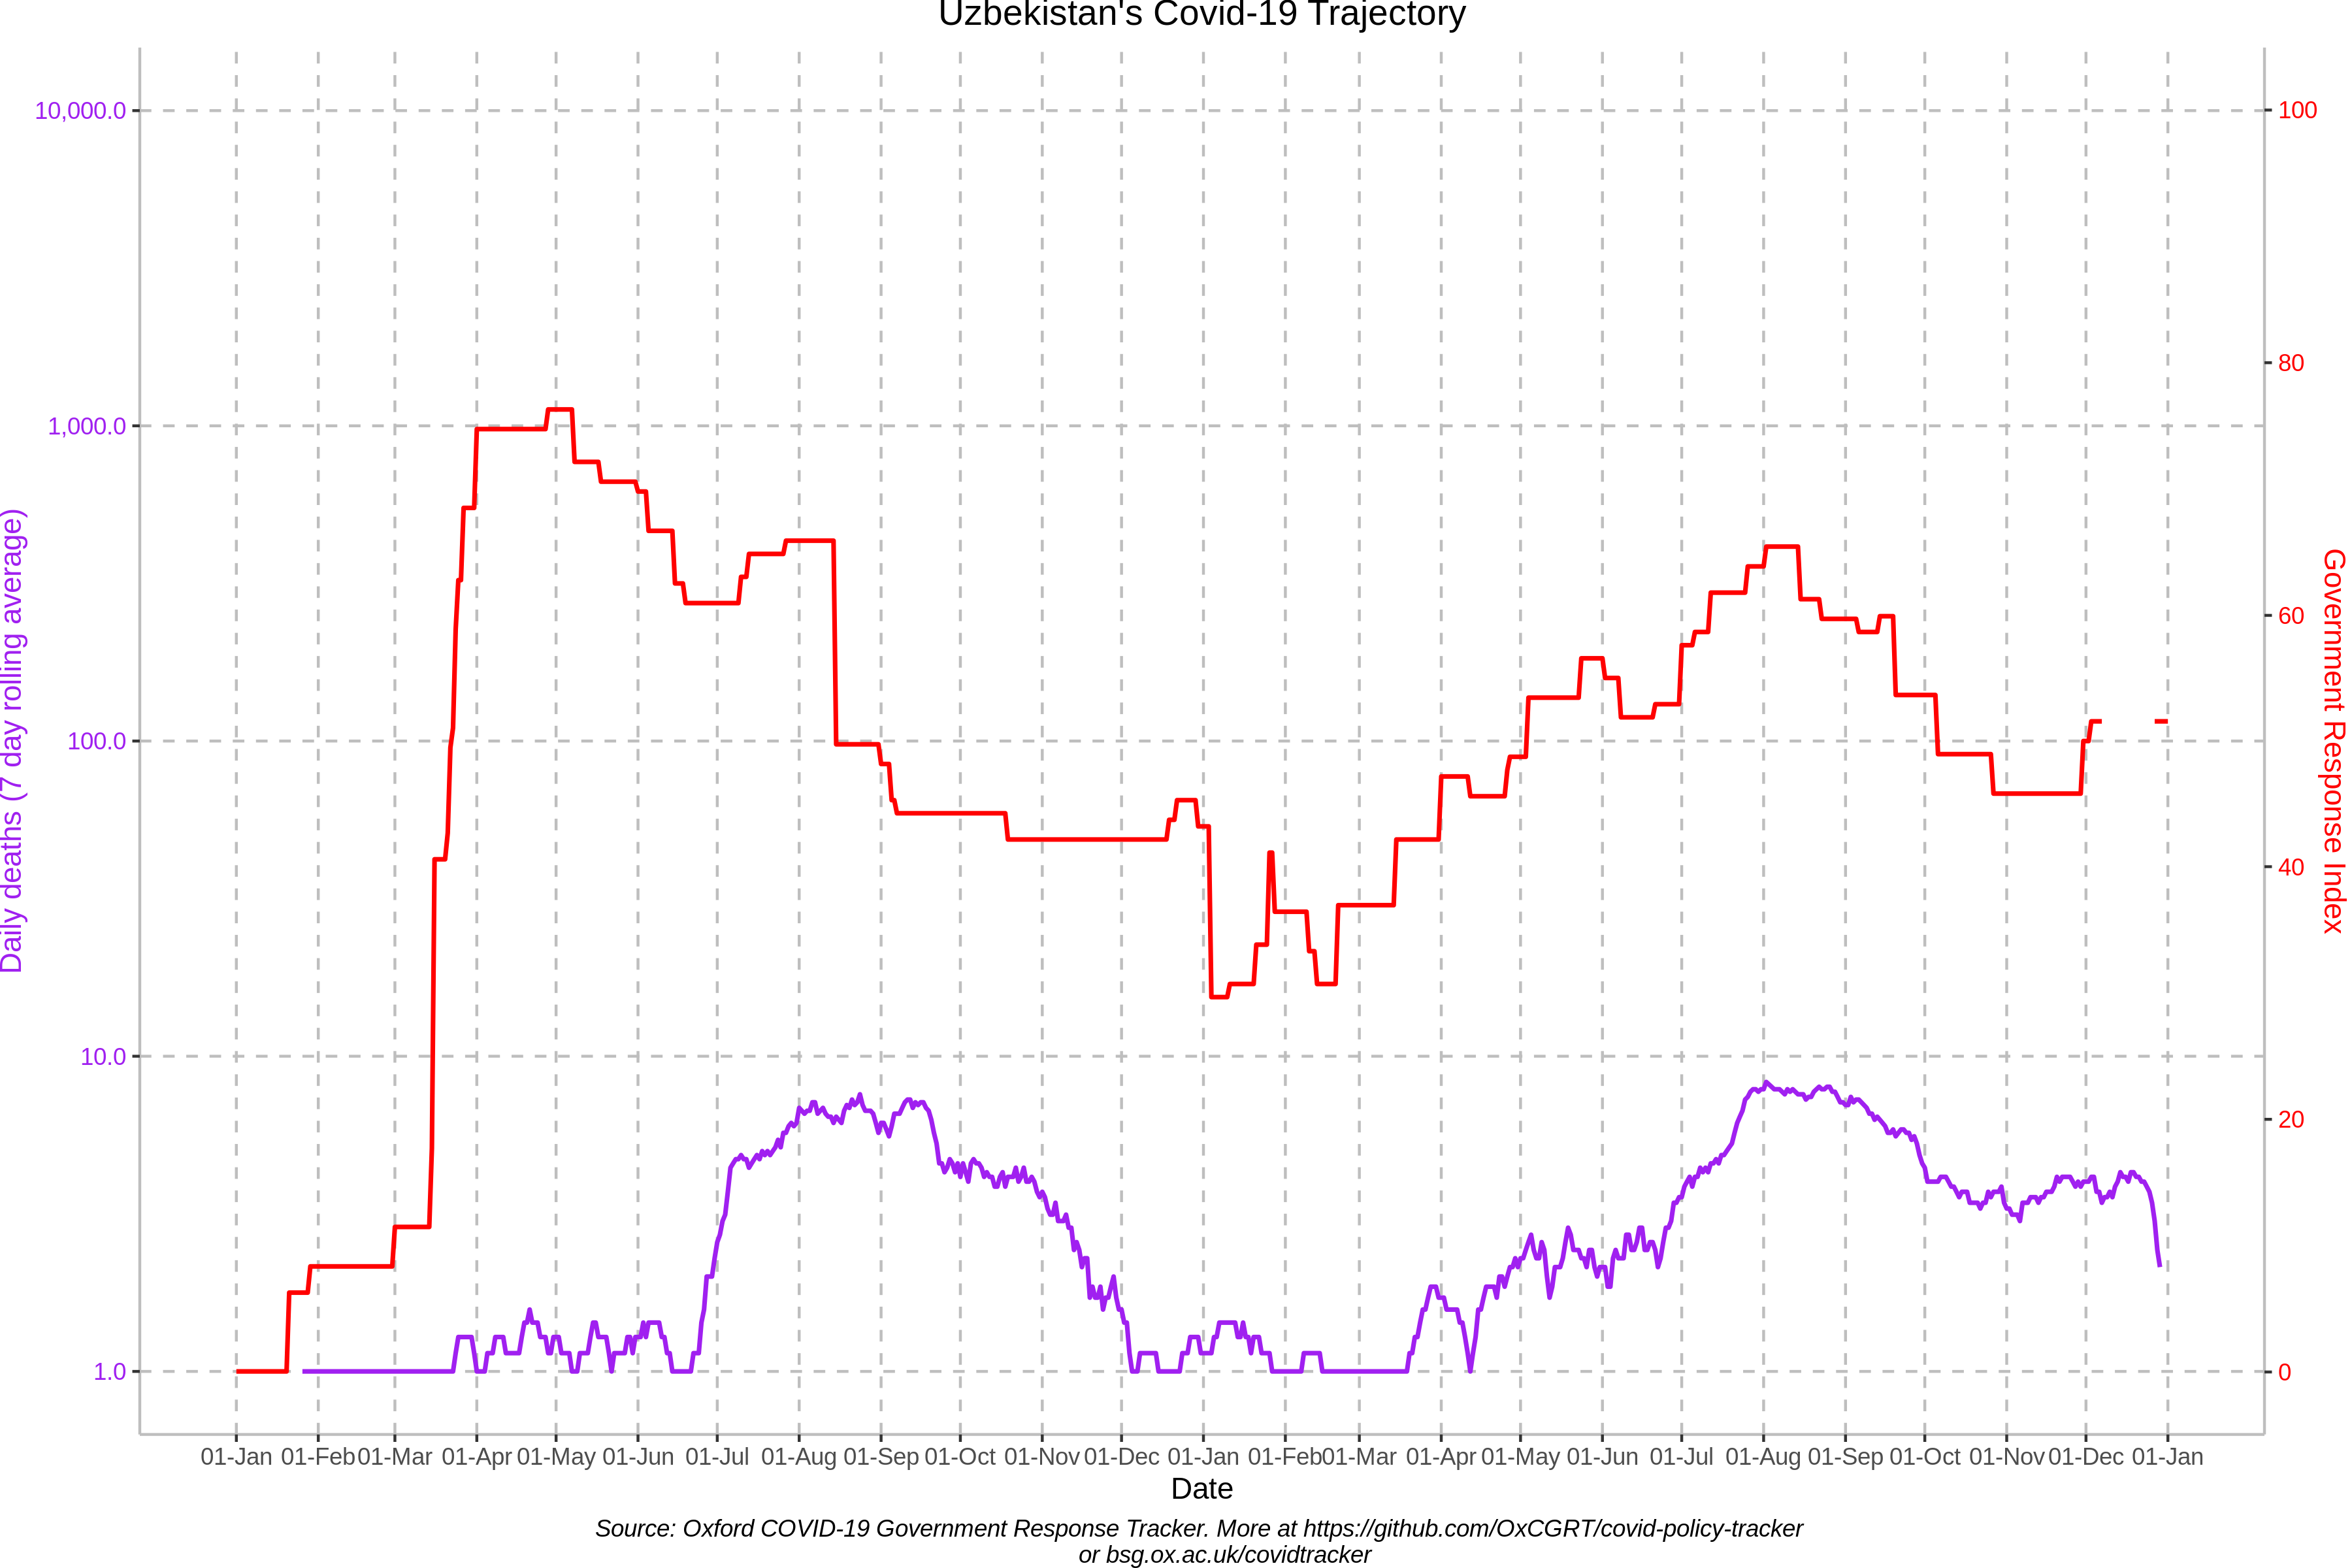 Uzbekistan's Covid-19 Trajectory
10,000.0
1,000.0
100.0
10.0
1.0
Daily deaths (7 day rolling average)
100
80
60
40
20
0
Government Response Index
01-Jan 01-Feb 01-Mar 01-Apr 01-May 01-Jun 01-Jul 01-Aug 01-Sep 01-Oct 01-Nov 01-Dec 01-Jan 01-Feb 01-Mar 01-Apr 01-May 01-Jun 01-Jul 01-Aug 01-Sep 01-Oct 01-Nov 01-Dec 01-Jan
Date
Source: Oxford COVID-19 Government Response Tracker. More at https://github.com/OxCGRT/covid-policy-tracker
or bsg.ox.ac.uk/covidtracker